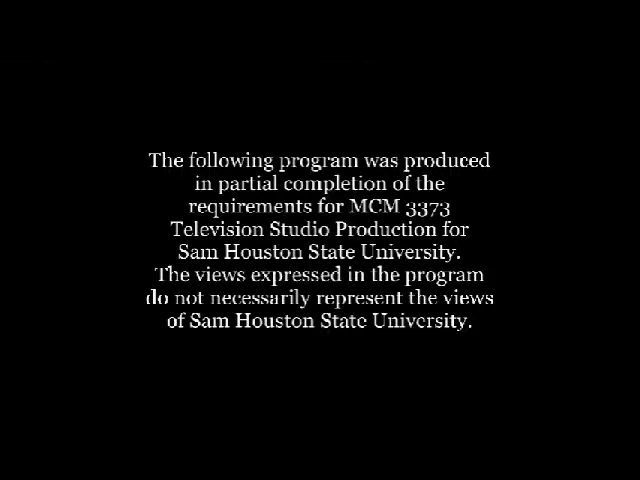 The following program was produced
in partial completion of the
requirements for MCM 3373
Television Studio Production for
Sam Houston State University.
The views expressed in the program
do not necessarily represent the views
of Sam Houston State University.